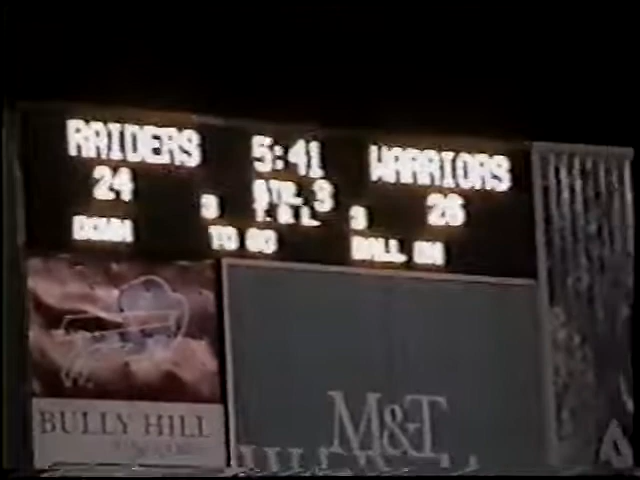 RAIDERS 5:41 WARRIORS
24 QTR. 3 26
3 T.O.L. 3
DOWN TO GO BALL ON
BULLY HILL
M&T